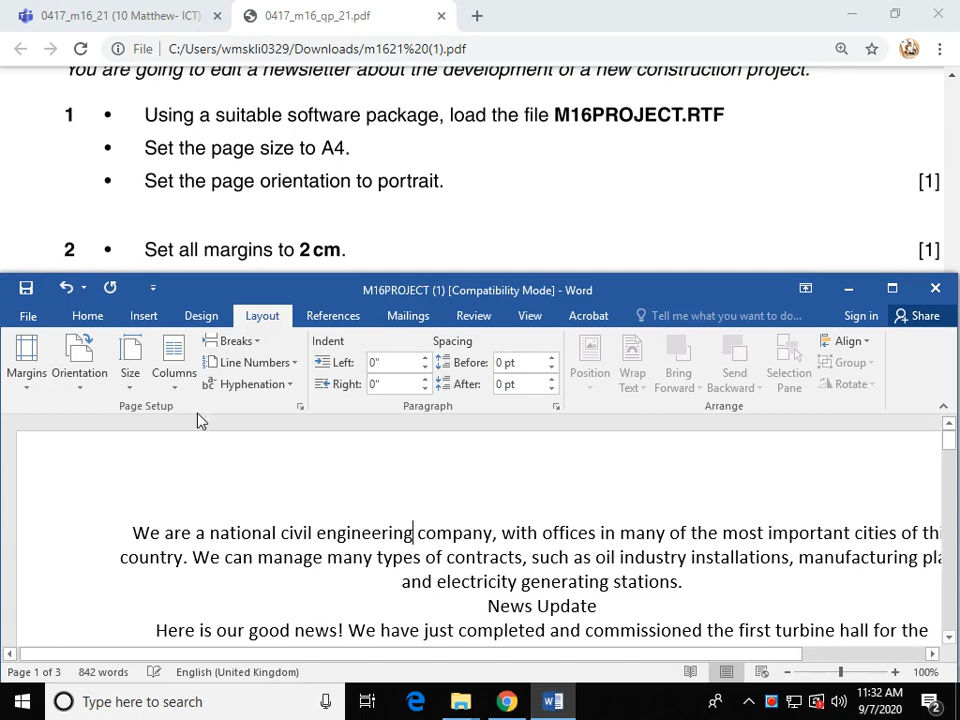 0417_m16_21 (10 Matthew- ICT)
0417_m16_qp_21.pdf
File
C:/Users/wmskli0329/Downloads/m1621%20(1).pdf
You are going to edit a newsletter about the development of a new construction project.
1 • Using a suitable software package, load the file M16PROJECT.RTF
• Set the page size to A4.
• Set the page orientation to portrait. [1]
2 • Set all margins to 2 cm. [1]
M16PROJECT (1) [Compatibility Mode] - Word
File Home Insert Design Layout References Mailings Review View Acrobat Tell me what you want to do... Sign in Share
Margins Orientation Size Columns
Breaks
Line Numbers
Hyphenation
Page Setup
Indent
Left: 0"
Right: 0"
Spacing
Before: 0 pt
After: 0 pt
Paragraph
Position Wrap Text Bring Forward Send Backward Selection Pane
Align
Group
Rotate
Arrange
We are a national civil engineering company, with offices in many of the most important cities of thi
country. We can manage many types of contracts, such as oil industry installations, manufacturing pla
and electricity generating stations.
News Update
Here is our good news! We have just completed and commissioned the first turbine hall for the
Page 1 of 3 842 words English (United Kingdom) 100%
Type here to search
11:32 AM
9/7/2020
2